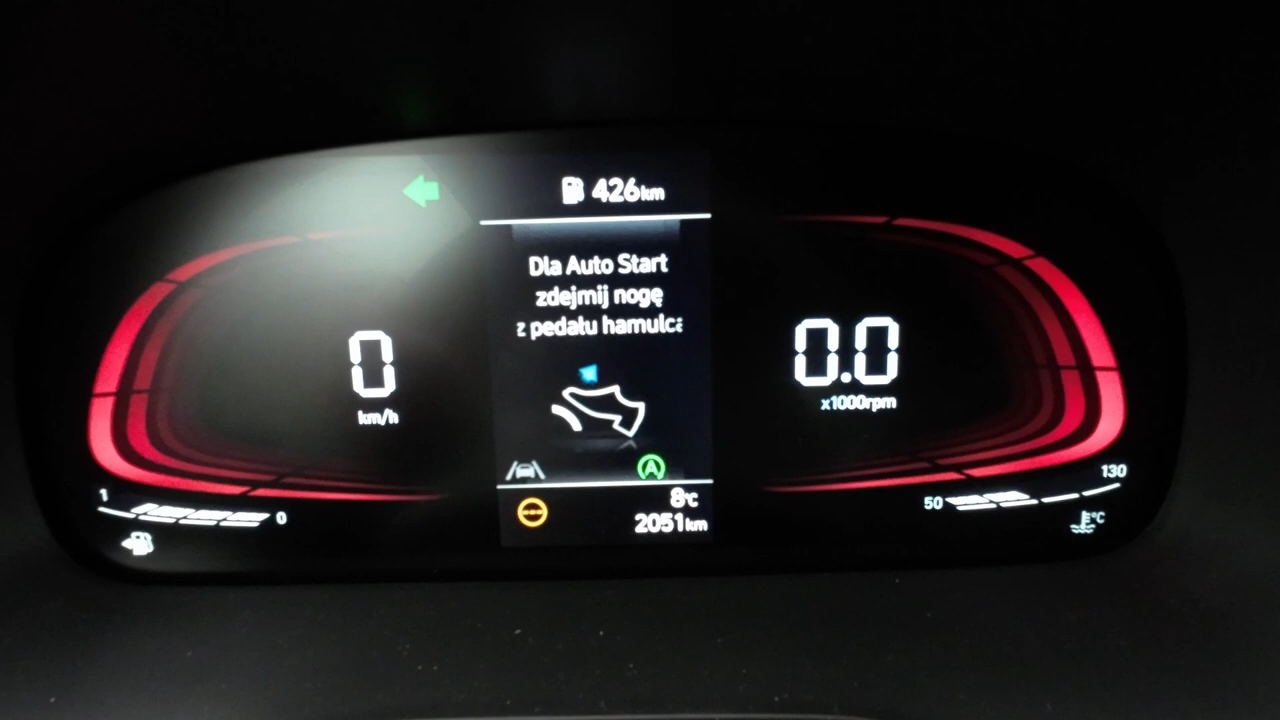 426km
Dla Auto Start
zdejmij nogę
z pedału hamulca
0
km/h
0.0
x1000rpm
A
8°C
2051km
1
0
50
130
°C